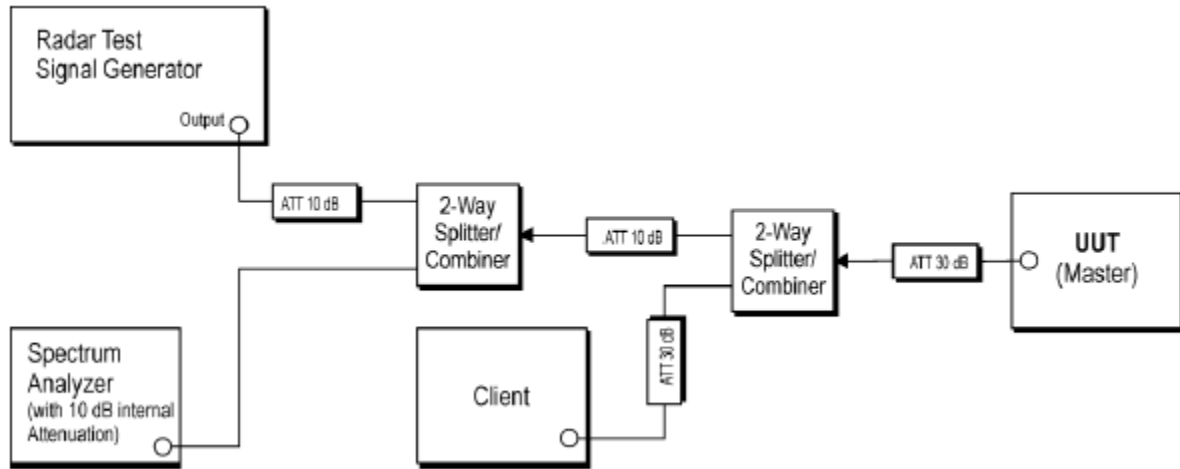 Radar Test
Signal Generator
Output
ATT 10 dB
2-Way
Splitter/
Combiner
ATT 10 dB
2-Way
Splitter/
Combiner
ATT 30 dB
UUT
(Master)
Spectrum
Analyzer
(with 10 dB internal
Attenuation)
Client
ATT 30 dB